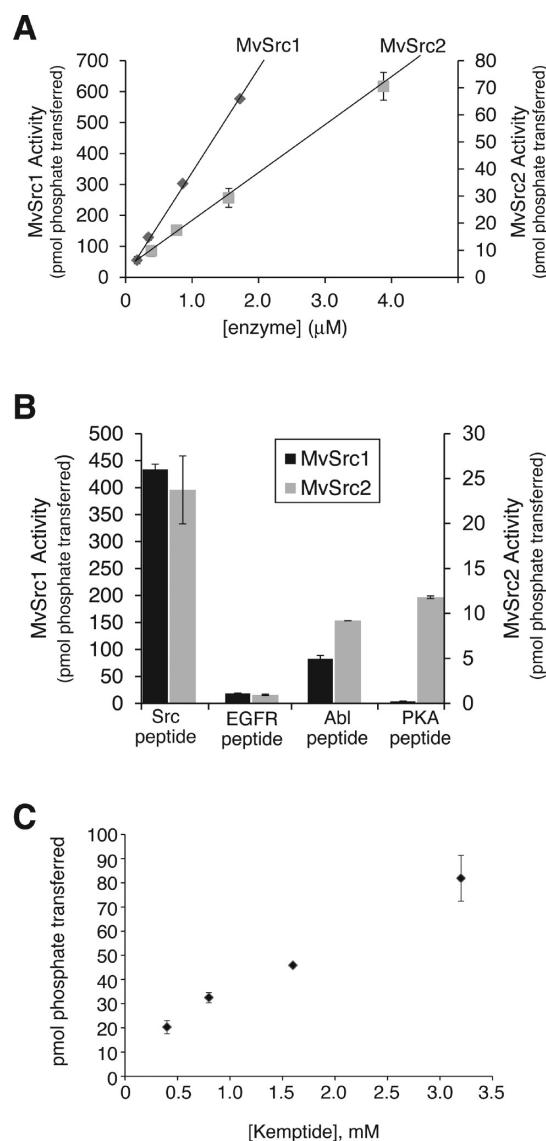 A
MvSrc1 MvSrc2
MvSrc1 Activity
(pmol phosphate transferred)
700
600
500
400
300
200
100
0
80
70
60
50
40
30
20
10
0
MvSrc2 Activity
(pmol phosphate transferred)
0 1.0 2.0 3.0 4.0
[enzyme] (μM)
B
MvSrc1 Activity
(pmol phosphate transferred)
500
450
400
350
300
250
200
150
100
50
0
MvSrc1
MvSrc2
30
25
20
15
10
5
0
MvSrc2 Activity
(pmol phosphate transferred)
Src peptide
EGFR peptide
Abl peptide
PKA peptide
C
pmol phosphate transferred
100
90
80
70
60
50
40
30
20
10
0
0 0.5 1.0 1.5 2.0 2.5 3.0 3.5
[Kemptide], mM